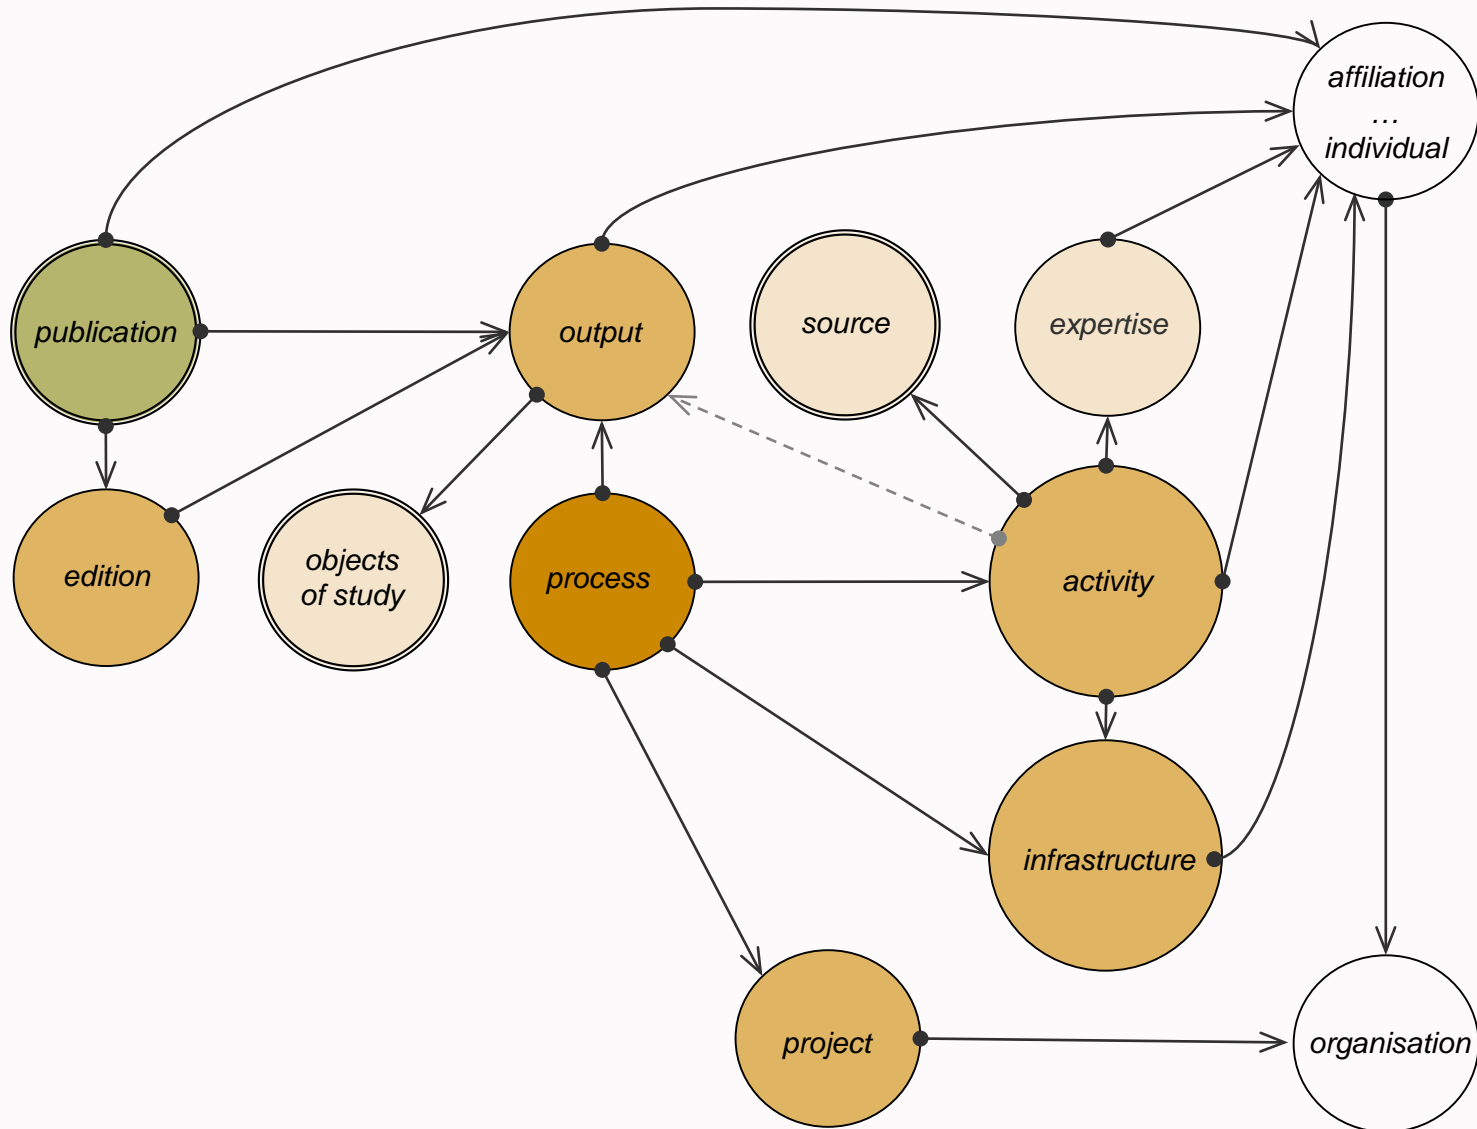 affiliation
...
individual
publication
output
source
expertise
edition
objects
of study
process
activity
infrastructure
project
organisation